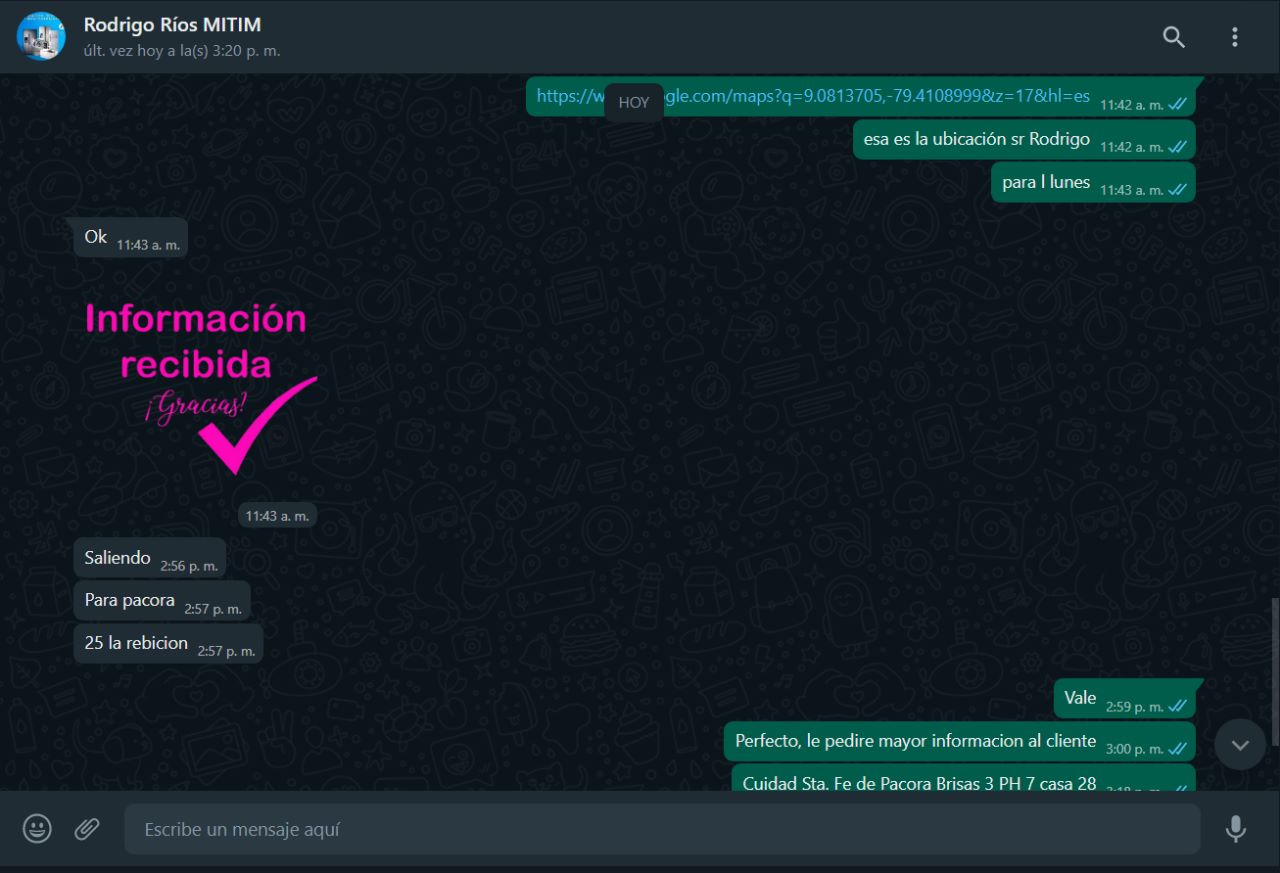 Rodrigo Ríos MITIM
últ. vez hoy a la(s) 3:20 p. m.
HOY
https://w gle.com/maps?q=9.0813705,-79.4108999&z=17&hl=es 11:42 a. m.
esa es la ubicación sr Rodrigo 11:42 a. m.
para l lunes 11:43 a. m.
Ok 11:43 a. m.
Información
recibida
¡Gracias!
11:43 a. m.
Saliendo 2:56 p. m.
Para pacora 2:57 p. m.
25 la rebicion 2:57 p. m.
Vale 2:59 p. m.
Perfecto, le pedire mayor informacion al cliente 3:00 p. m.
Cuidad Sta. Fe de Pacora Brisas 3 PH 7 casa 28
Escribe un mensaje aquí